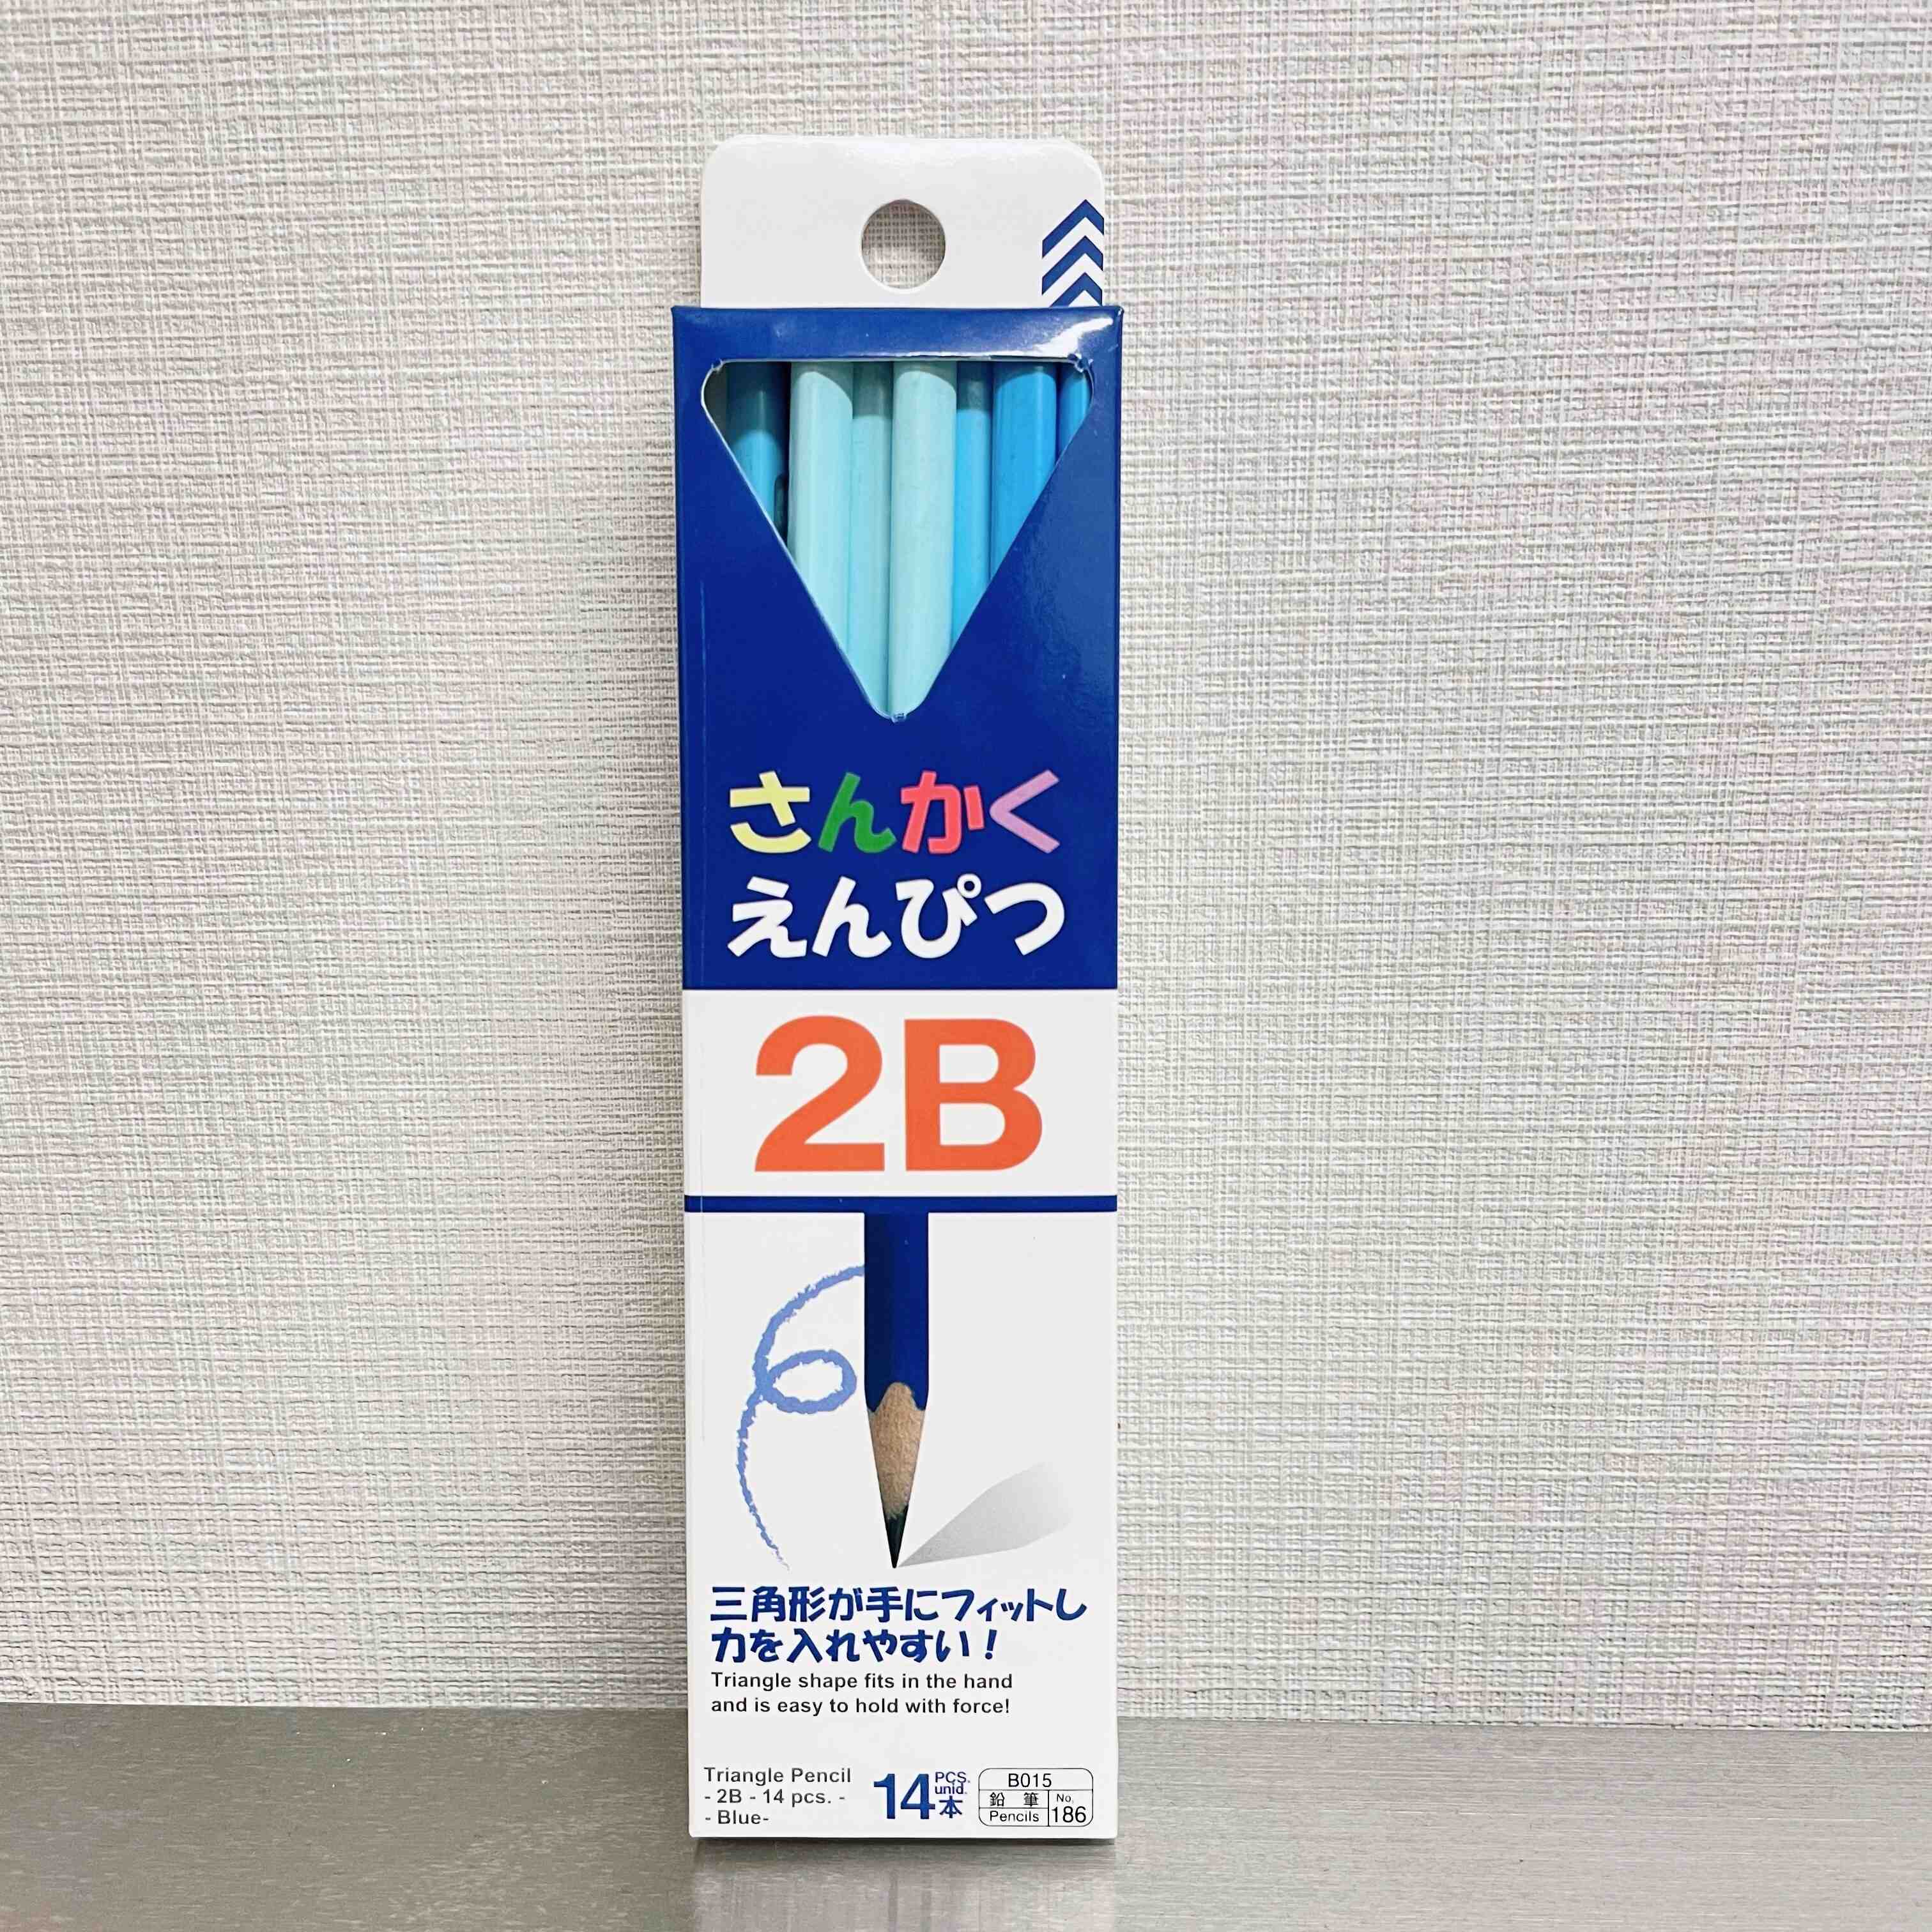 さんかく
えんぴつ
2B
三角形が手にフィットし
力を入れやすい！
Triangle shape fits in the hand
and is easy to hold with force!
Triangle Pencil
- 2B - 14 pcs. -
- Blue-
14 PCS. unid. 本
B015
鉛 筆 No.
Pencils 186